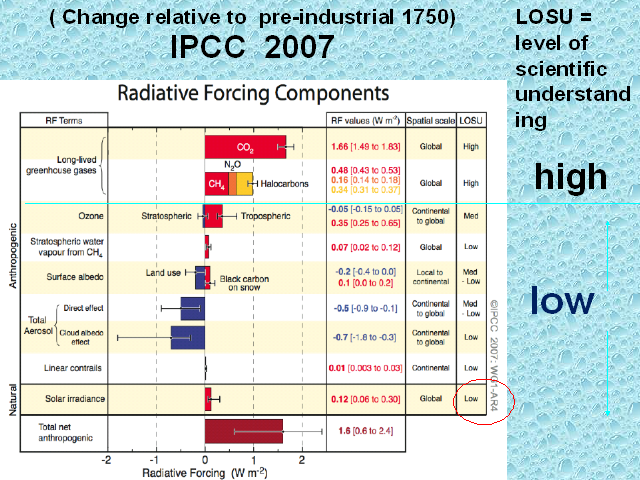 ( Change relative to pre-industrial 1750)
IPCC 2007
LOSU =
level of
scientific
understand
ing
high
low
Radiative Forcing Components
RF Terms
RF values (W m-2)
Spatial scale
LOSU
Anthropogenic
Long-lived
greenhouse gases
CO2
1.66 [1.49 to 1.83]
Global
High
N2O
CH4
Halocarbons
0.48 [0.43 to 0.53]
0.16 [0.14 to 0.18]
0.34 [0.31 to 0.37]
Global
High
Ozone
Stratospheric
Tropospheric
-0.05 [-0.15 to 0.05]
0.35 [0.25 to 0.65]
Continental
to global
Med
Stratospheric water
vapour from CH4
0.07 [0.02 to 0.12]
Global
Low
Surface albedo
Land use
Black carbon
on snow
-0.2 [-0.4 to 0.0]
0.1 [0.0 to 0.2]
Local to
continental
Med
- Low
Total
Aerosol
Direct effect
-0.5 [-0.9 to -0.1]
Continental
to global
Med
- Low
Cloud albedo
effect
-0.7 [-1.8 to -0.3]
Continental
to global
Low
Linear contrails
0.01 [0.003 to 0.03]
Continental
Low
Natural
Solar irradiance
0.12 [0.06 to 0.30]
Global
Low
Total net
anthropogenic
1.6 [0.6 to 2.4]
-2 -1 0 1 2
Radiative Forcing (W m-2)
©IPCC 2007: WG1-AR4